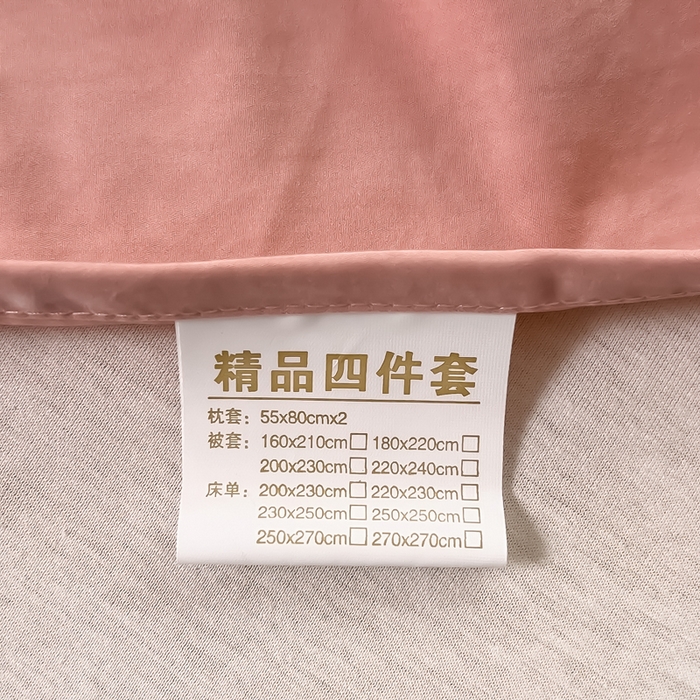 精品四件套
枕套：55x80cmx2
被套：160x210cm□ 180x220cm□
200x230cm□ 220x240cm□
床单：200x230cm□ 220x230cm□
230x250cm□ 250x250cm□
250x270cm□ 270x270cm□